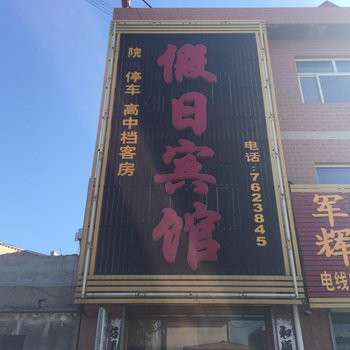 院 停车 高中档客房
假日宾馆
电话:7623845
军辉
电线